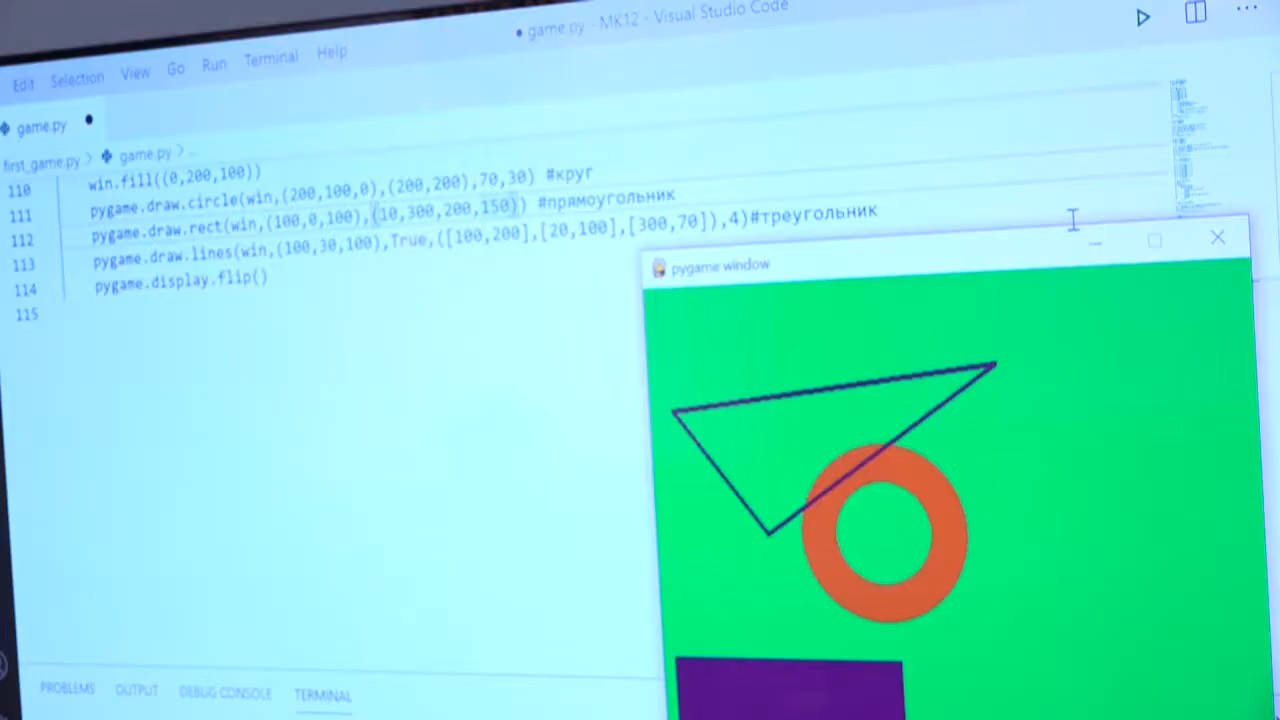 game.py - MK12 - Visual Studio Code
Edit Selection View Go Run Terminal Help
game.py
first_game.py > game.py > ...
110 win.fill((0,200,100))
111 pygame.draw.circle(win,(200,100,0),(200,200),70,30) #круг
112 pygame.draw.rect(win,(100,0,100),(10,300,200,150)) #прямоугольник
113 pygame.draw.lines(win,(100,30,100),True,([100,200],[20,100],[300,70]),4)#треугольник
114 pygame.display.flip()
115
pygame window
PROBLEMS OUTPUT DEBUG CONSOLE TERMINAL